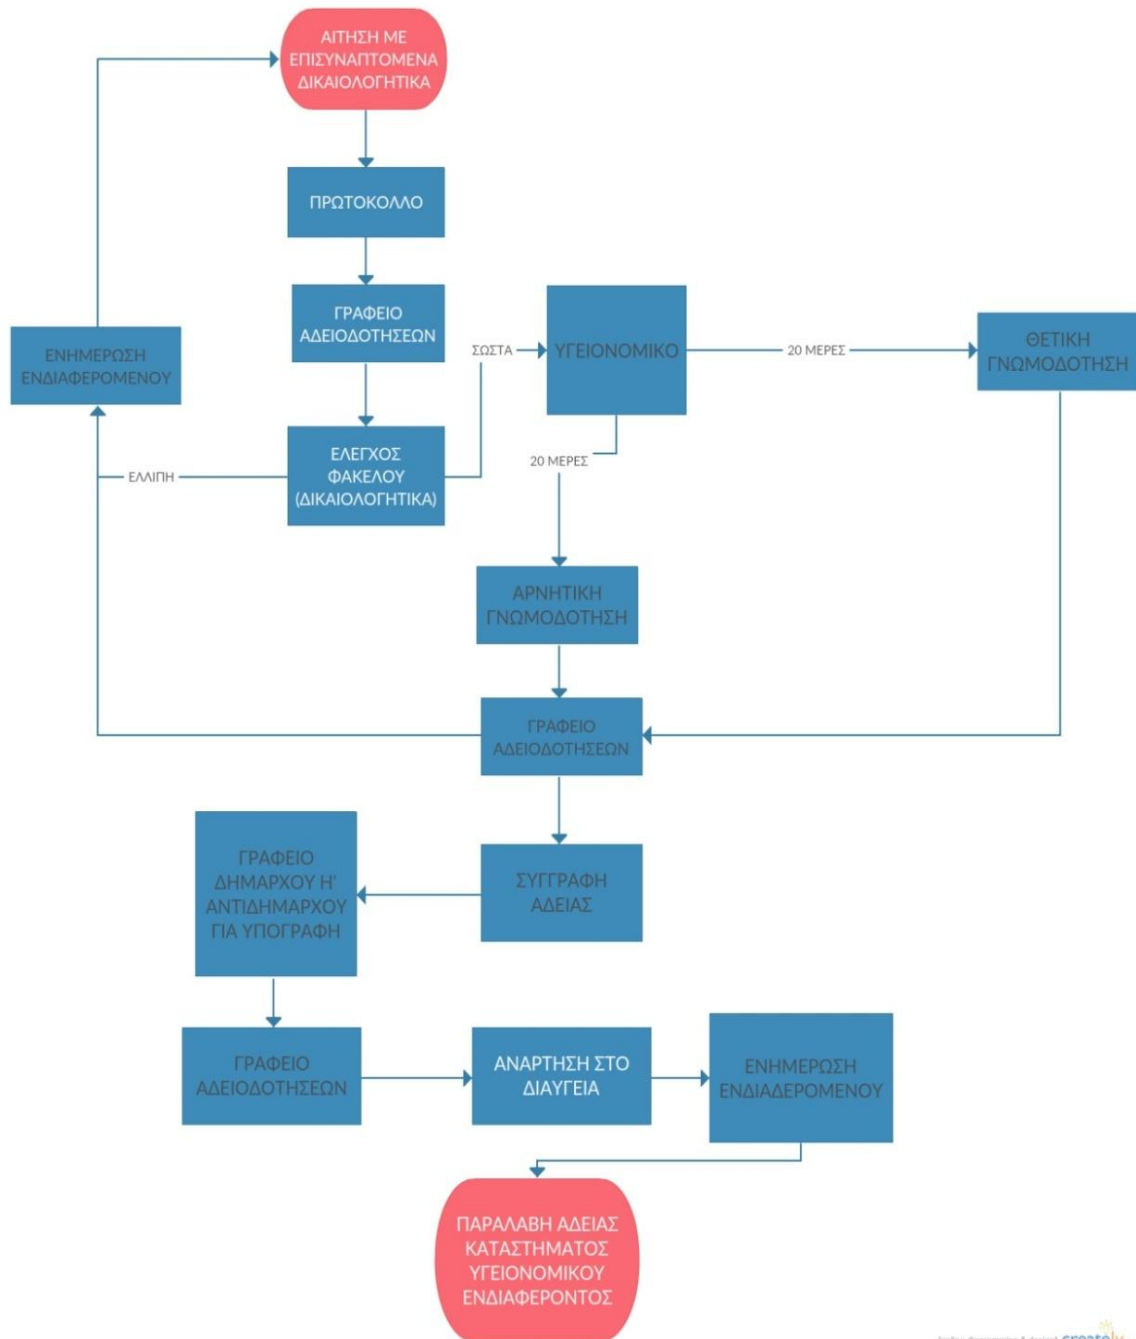 ΑΙΤΗΣΗ ΜΕ
ΕΠΙΣΥΝΑΠΤΟΜΕΝΑ
ΔΙΚΑΙΟΛΟΓΗΤΙΚΑ
ΠΡΩΤΟΚΟΛΛΟ
ΓΡΑΦΕΙΟ
ΑΔΕΙΟΔΟΤΗΣΕΩΝ
ΕΝΗΜΕΡΩΣΗ
ΕΝΔΙΑΦΕΡΟΜΕΝΟΥ
ΣΩΣΤΑ
ΥΓΕΙΟΝΟΜΙΚΟ
20 ΜΕΡΕΣ
ΘΕΤΙΚΗ
ΓΝΩΜΟΔΟΤΗΣΗ
ΕΛΛΙΠΗ
ΕΛΕΓΧΟΣ
ΦΑΚΕΛΟΥ
(ΔΙΚΑΙΟΛΟΓΗΤΙΚΑ)
20 ΜΕΡΕΣ
ΑΡΝΗΤΙΚΗ
ΓΝΩΜΟΔΟΤΗΣΗ
ΓΡΑΦΕΙΟ
ΑΔΕΙΟΔΟΤΗΣΕΩΝ
ΣΥΓΓΡΑΦΗ
ΑΔΕΙΑΣ
ΓΡΑΦΕΙΟ
ΔΗΜΑΡΧΟΥ Η'
ΑΝΤΙΔΗΜΑΡΧΟΥ
ΓΙΑ ΥΠΟΓΡΑΦΗ
ΓΡΑΦΕΙΟ
ΑΔΕΙΟΔΟΤΗΣΕΩΝ
ΑΝΑΡΤΗΣΗ ΣΤΟ
ΔΙΑΥΓΕΙΑ
ΕΝΗΜΕΡΩΣΗ
ΕΝΔΙΑΔΕΡΟΜΕΝΟΥ
ΠΑΡΑΛΑΒΗ ΑΔΕΙΑΣ
ΚΑΤΑΣΤΗΜΑΤΟΣ
ΥΓΕΙΟΝΟΜΙΚΟΥ
ΕΝΔΙΑΦΕΡΟΝΤΟΣ
creately